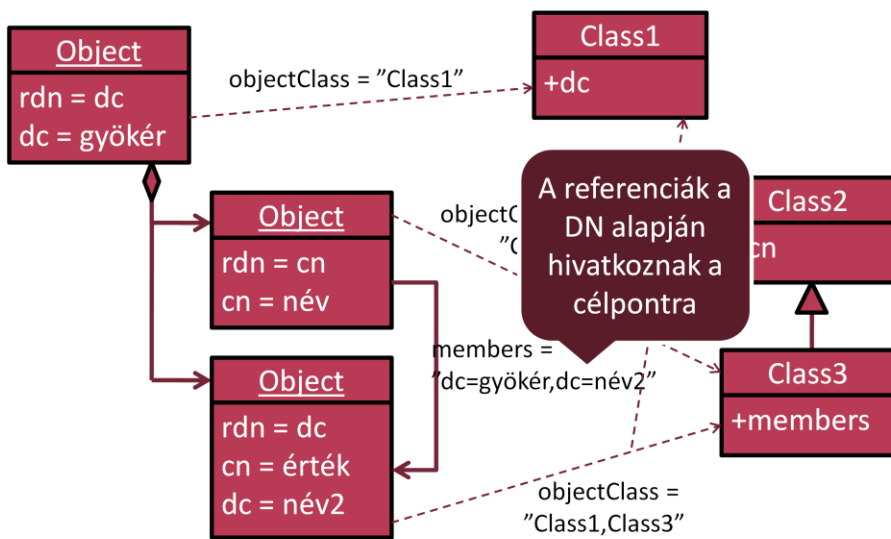 Object
rdn = dc
dc = gyökér
objectClass = ”Class1”
Class1
+dc
Object
rdn = cn
cn = név
A referenciák a
DN alapján
hivatkoznak a
célpontra
Class2
cn
members =
”dc=gyökér,dc=név2”
Object
rdn = dc
cn = érték
dc = név2
Class3
+members
objectClass =
”Class1,Class3”